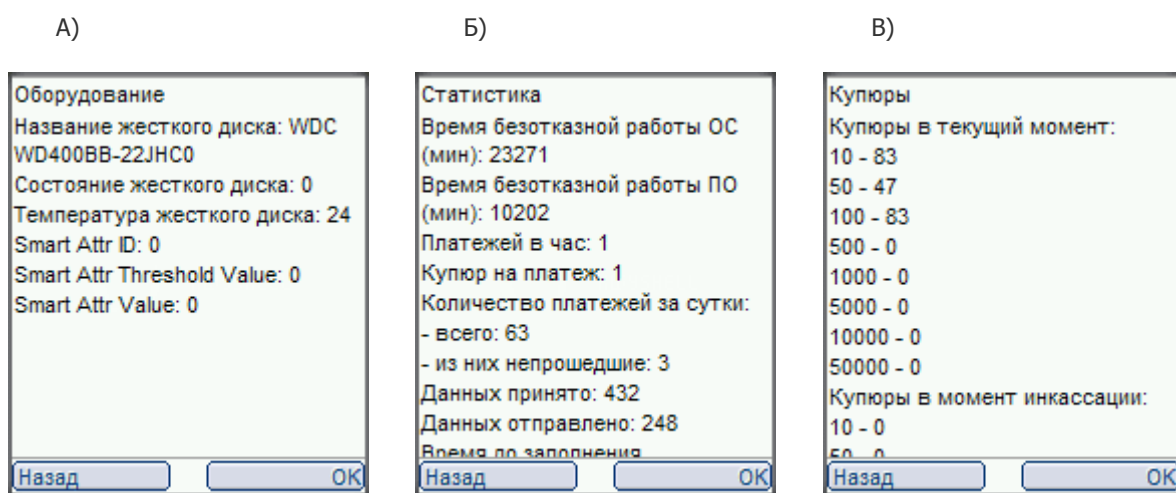 А)
Б)
В)
Оборудование
Название жесткого диска: WDC
WD400BB-22JHC0
Состояние жесткого диска: 0
Температура жесткого диска: 24
Smart Attr ID: 0
Smart Attr Threshold Value: 0
Smart Attr Value: 0
Назад
OK
Статистика
Время безотказной работы ОС
(мин): 23271
Время безотказной работы ПО
(мин): 10202
Платежей в час: 1
Купюр на платеж: 1
Количество платежей за сутки:
- всего: 63
- из них непрошедшие: 3
Данных принято: 432
Данных отправлено: 248
Время до заполнения
Назад
OK
Купюры
Купюры в текущий момент:
10 - 83
50 - 47
100 - 83
500 - 0
1000 - 0
5000 - 0
10000 - 0
50000 - 0
Купюры в момент инкассации:
10 - 0
50 - 0
Назад
OK